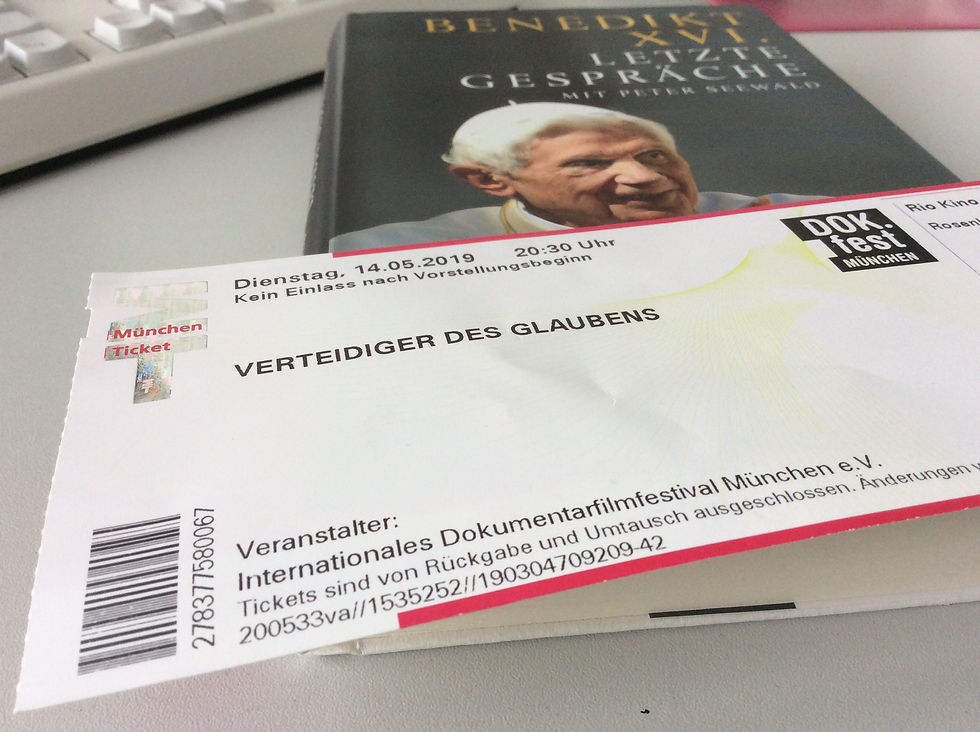 BENEDIKT
XVI.
LETZTE
GESPRÄCHE
MIT PETER SEEWALD
Dienstag, 14.05.2019 20:30 Uhr
Kein Einlass nach Vorstellungsbeginn
DOK.
fest
MÜNCHEN
Rio Kino
München
Ticket
VERTEIDIGER DES GLAUBENS
Veranstalter:
Internationales Dokumentarfilmfestival München e.V.
Tickets sind von Rückgabe und Umtausch ausgeschlossen. Änderungen
200533va//1535252//190304709209-42
278377580067